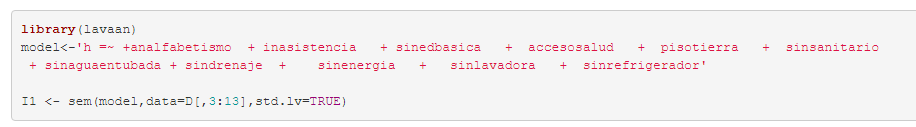 library(lavaan)
model<-'h =~ +analfabetismo  + inasistencia   + sinedbasica   +  accesosalud   +  pisotierra   +  sinsanitario
 + sinaguaentubada + sindrenaje  +    sinenergia   +   sinlavadora   +  sinrefrigerador'
I1 <- sem(model,data=D[,3:13],std.lv=TRUE)